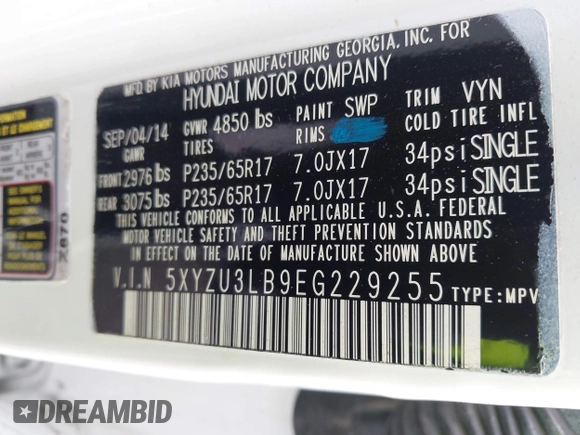 MFD BY KIA MOTORS MANUFACTURING GEORGIA, INC. FOR
HYUNDAI MOTOR COMPANY
SEP/04/14 GVWR 4850 lbs PAINT SWP TRIM VYN
GAWR TIRES RIMS COLD TIRE INFL
FRONT 2976 lbs P235/65R17 7.0JX17 34psi SINGLE
REAR 3075 lbs P235/65R17 7.0JX17 34psi SINGLE
THIS VEHICLE CONFORMS TO ALL APPLICABLE U.S.A. FEDERAL
MOTOR VEHICLE SAFETY AND THEFT PREVENTION STANDARDS
IN EFFECT ON THE DATE OF MANUFACTURE SHOWN ABOVE.
V.I.N 5XYZU3LB9EG229255 TYPE: MPV
DREAMBID